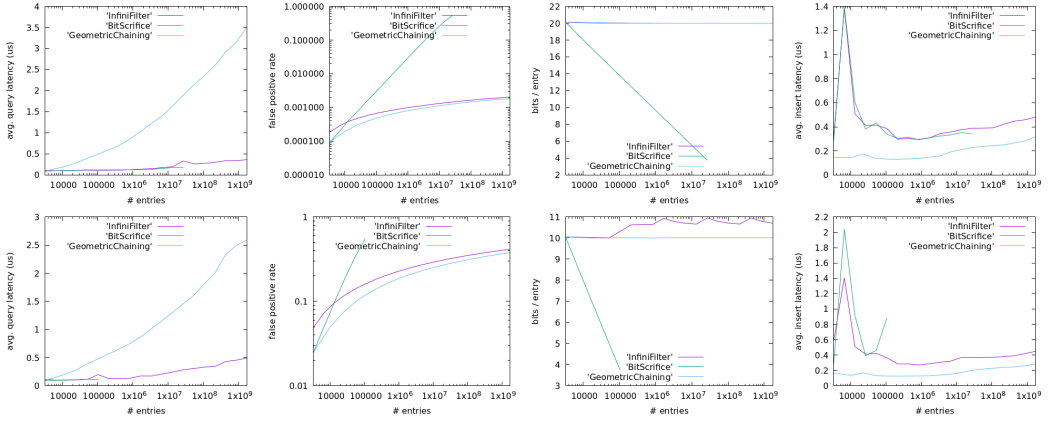 avg. query latency (us)
4
3.5
3
2.5
2
1.5
1
0.5
0
'InfiniFilter'
'BitScrifice'
'GeometricChaining'
10000 100000 1x10^6 1x10^7 1x10^8 1x10^9
# entries
false positive rate
1.000000
0.100000
0.010000
0.001000
0.000100
0.000010
'InfiniFilter'
'BitScrifice'
'GeometricChaining'
10000 100000 1x10^6 1x10^7 1x10^8 1x10^9
# entries
bits / entry
22
20
18
16
14
12
10
8
6
4
2
'InfiniFilter'
'BitScrifice'
'GeometricChaining'
10000 100000 1x10^6 1x10^7 1x10^8 1x10^9
# entries
avg. insert latency (us)
1.4
1.2
1
0.8
0.6
0.4
0.2
0
'InfiniFilter'
'BitScrifice'
'GeometricChaining'
10000 100000 1x10^6 1x10^7 1x10^8 1x10^9
# entries
avg. query latency (us)
3
2.5
2
1.5
1
0.5
0
'InfiniFilter'
'BitScrifice'
'GeometricChaining'
10000 100000 1x10^6 1x10^7 1x10^8 1x10^9
# entries
false positive rate
1
0.1
0.01
'InfiniFilter'
'BitScrifice'
'GeometricChaining'
10000 100000 1x10^6 1x10^7 1x10^8 1x10^9
# entries
bits / entry
11
10
9
8
7
6
5
4
3
'InfiniFilter'
'BitScrifice'
'GeometricChaining'
10000 100000 1x10^6 1x10^7 1x10^8 1x10^9
# entries
avg. insert latency (us)
2.2
2
1.8
1.6
1.4
1.2
1
0.8
0.6
0.4
0.2
0
'InfiniFilter'
'BitScrifice'
'GeometricChaining'
10000 100000 1x10^6 1x10^7 1x10^8 1x10^9
# entries